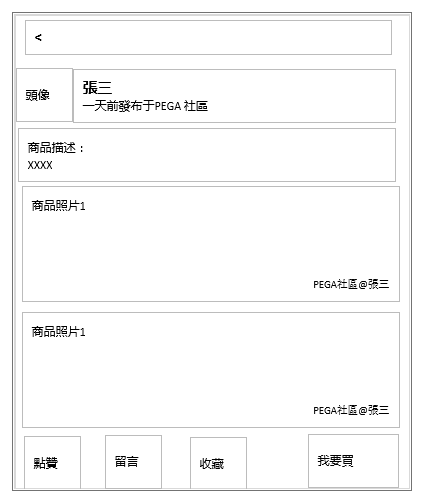 <
頭像
張三
一天前發布于PEGA 社區
商品描述：
XXXX
商品照片1
PEGA社區@張三
商品照片1
PEGA社區@張三
點贊
留言
收藏
我要買